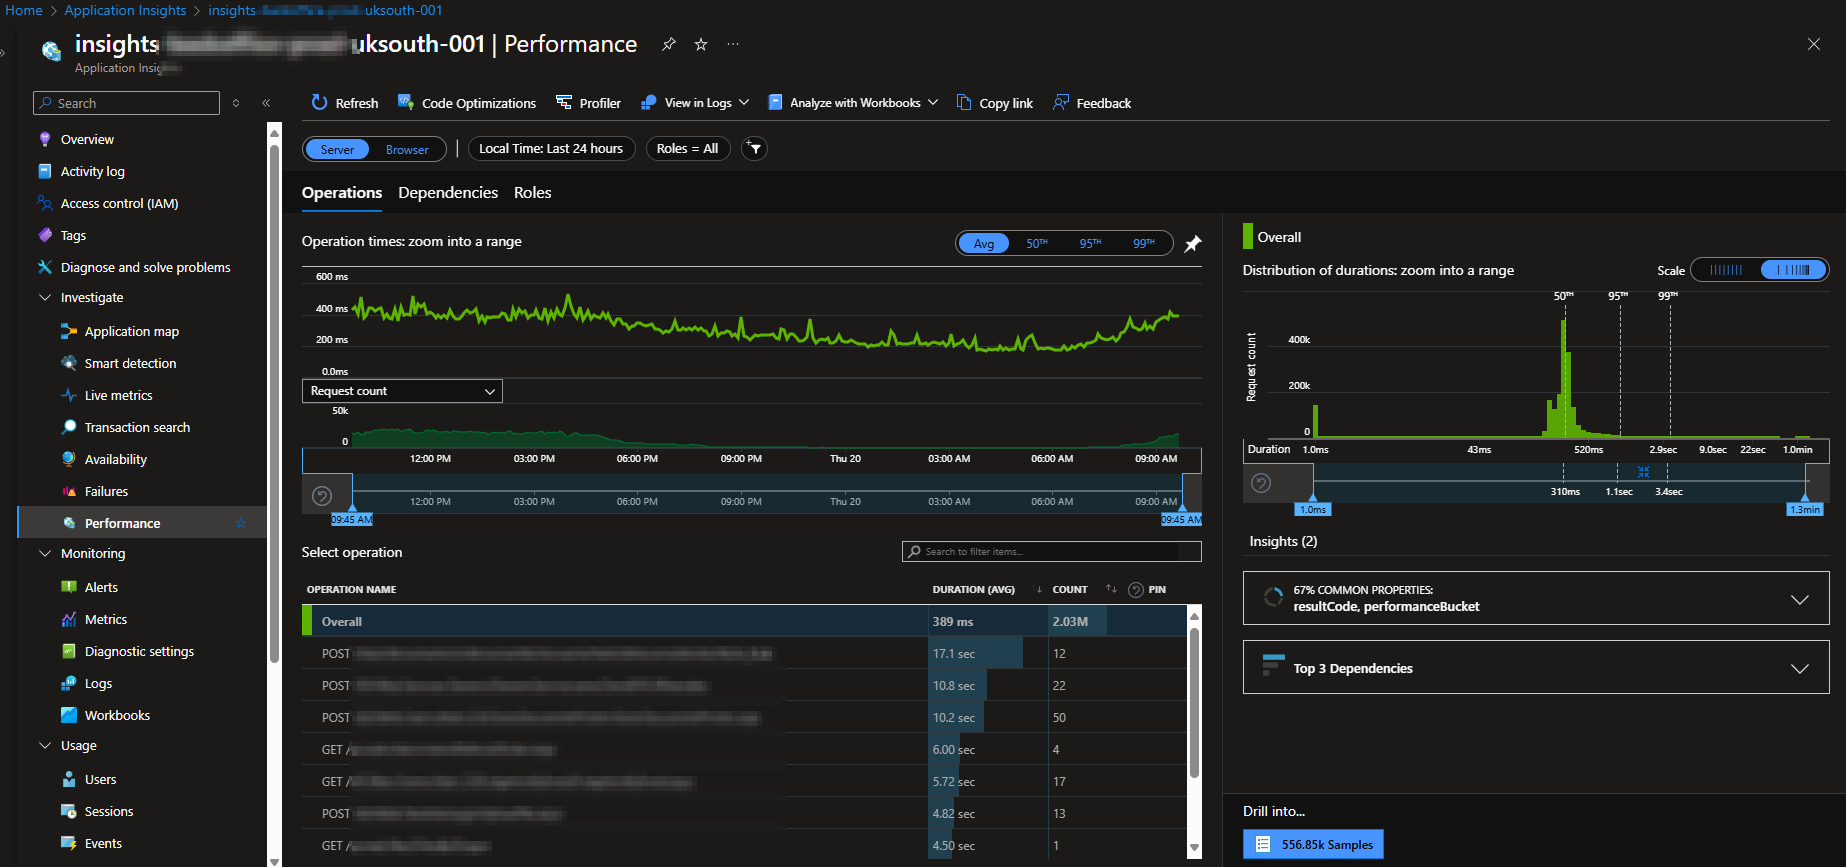 Home > Application Insights > insights uksouth-001
insights uksouth-001 | Performance
Application Insights
Search
Overview
Activity log
Access control (IAM)
Tags
Diagnose and solve problems
Investigate
Application map
Smart detection
Live metrics
Transaction search
Availability
Failures
Performance
Monitoring
Alerts
Metrics
Diagnostic settings
Logs
Workbooks
Usage
Users
Sessions
Events
Refresh Code Optimizations Profiler View in Logs Analyze with Workbooks Copy link Feedback
Server Browser | Local Time: Last 24 hours Roles = All
Operations Dependencies Roles
Operation times: zoom into a range
Avg 50TH 95TH 99TH
600 ms
400 ms
200 ms
0.0ms
Request count
50k
0
12:00 PM 03:00 PM 06:00 PM 09:00 PM Thu 20 03:00 AM 06:00 AM 09:00 AM
12:00 PM 03:00 PM 06:00 PM 09:00 PM Thu 20 03:00 AM 06:00 AM 09:00 AM
09:45 AM 09:45 AM
Select operation
Search to filter items...
OPERATION NAME DURATION (AVG) COUNT PIN
Overall 389 ms 2.03M
POST 17.1 sec 12
POST 10.8 sec 22
POST 10.2 sec 50
GET / 6.00 sec 4
GET / 5.72 sec 17
POST 4.82 sec 13
GET / 4.50 sec 1
Overall
Distribution of durations: zoom into a range
Scale
50TH 95TH 99TH
Request count
400k
200k
0
Duration 1.0ms 43ms 520ms 2.9sec 9.0sec 22sec 1.0min
310ms 1.1sec 3.4sec
1.0ms 1.3min
Insights (2)
67% COMMON PROPERTIES:
resultCode, performanceBucket
Top 3 Dependencies
Drill into...
556.85k Samples